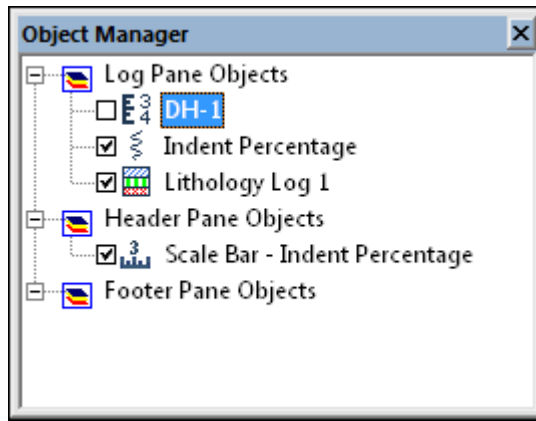 Object Manager
Log Pane Objects
DH-1
Indent Percentage
Lithology Log 1
Header Pane Objects
Scale Bar - Indent Percentage
Footer Pane Objects